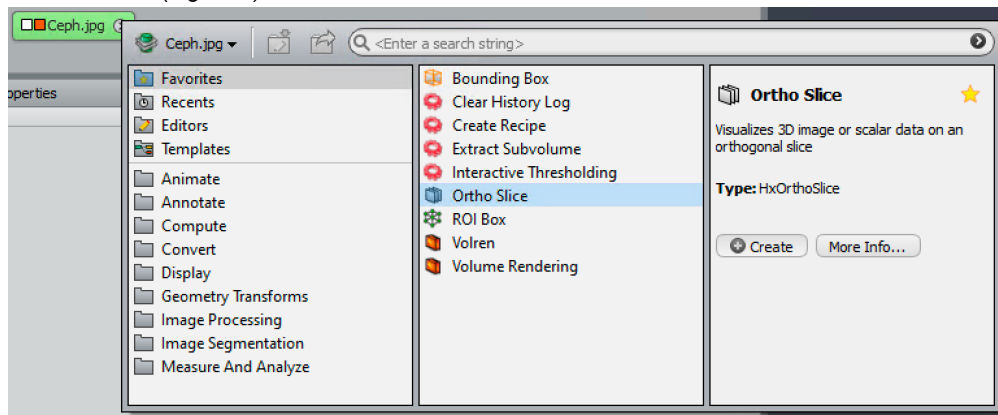 Ceph.jpg
Ceph.jpg
<Enter a search string>
operties
Favorites
Recents
Editors
Templates
Animate
Annotate
Compute
Convert
Display
Geometry Transforms
Image Processing
Image Segmentation
Measure And Analyze
Bounding Box
Clear History Log
Create Recipe
Extract Subvolume
Interactive Thresholding
Ortho Slice
ROI Box
Volren
Volume Rendering
Ortho Slice
Visualizes 3D image or scalar data on an
orthogonal slice
Type: HxOrthoSlice
Create
More Info...